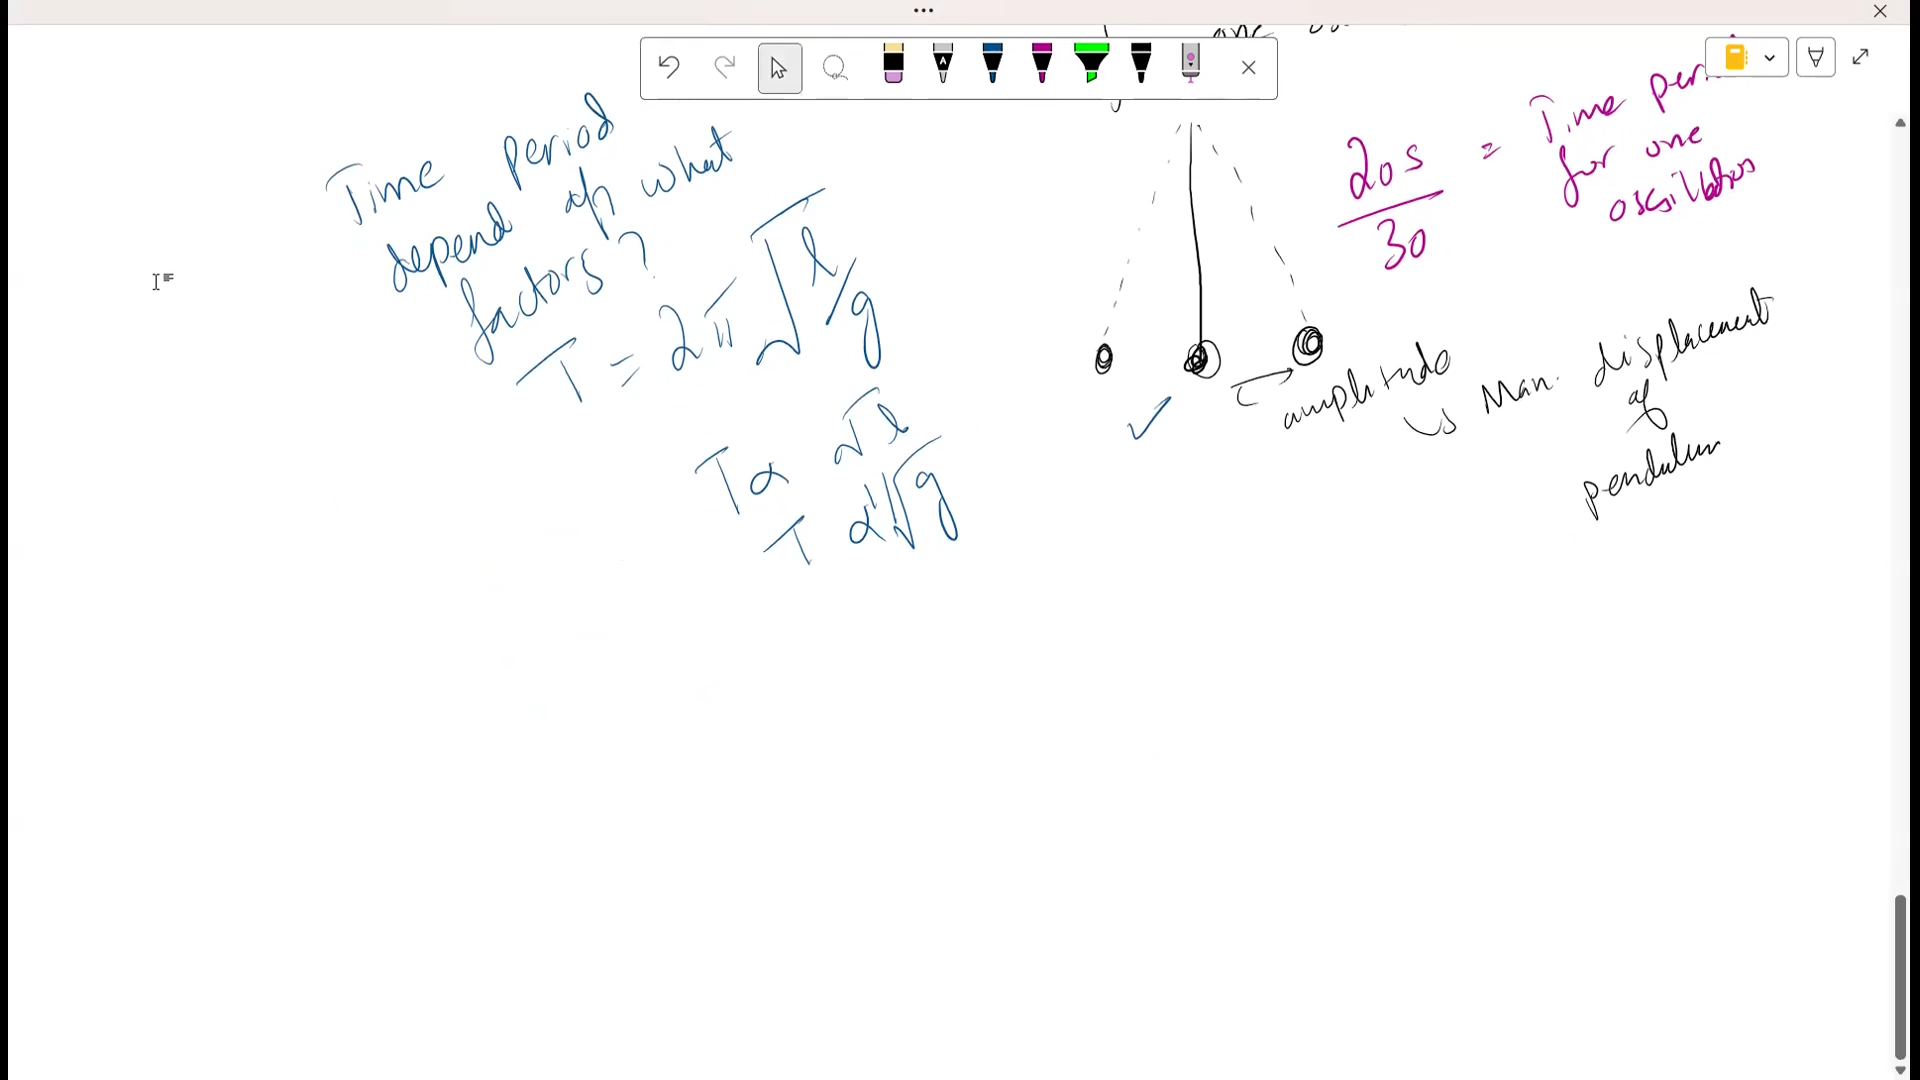 Time Period
depend on what
factors?
T = 2π √l/g
T α √l
T α 1/√g
one
20s/30 = Time per
for one
oscillation
amplitude
↳ Max. displacement
of
pendulum